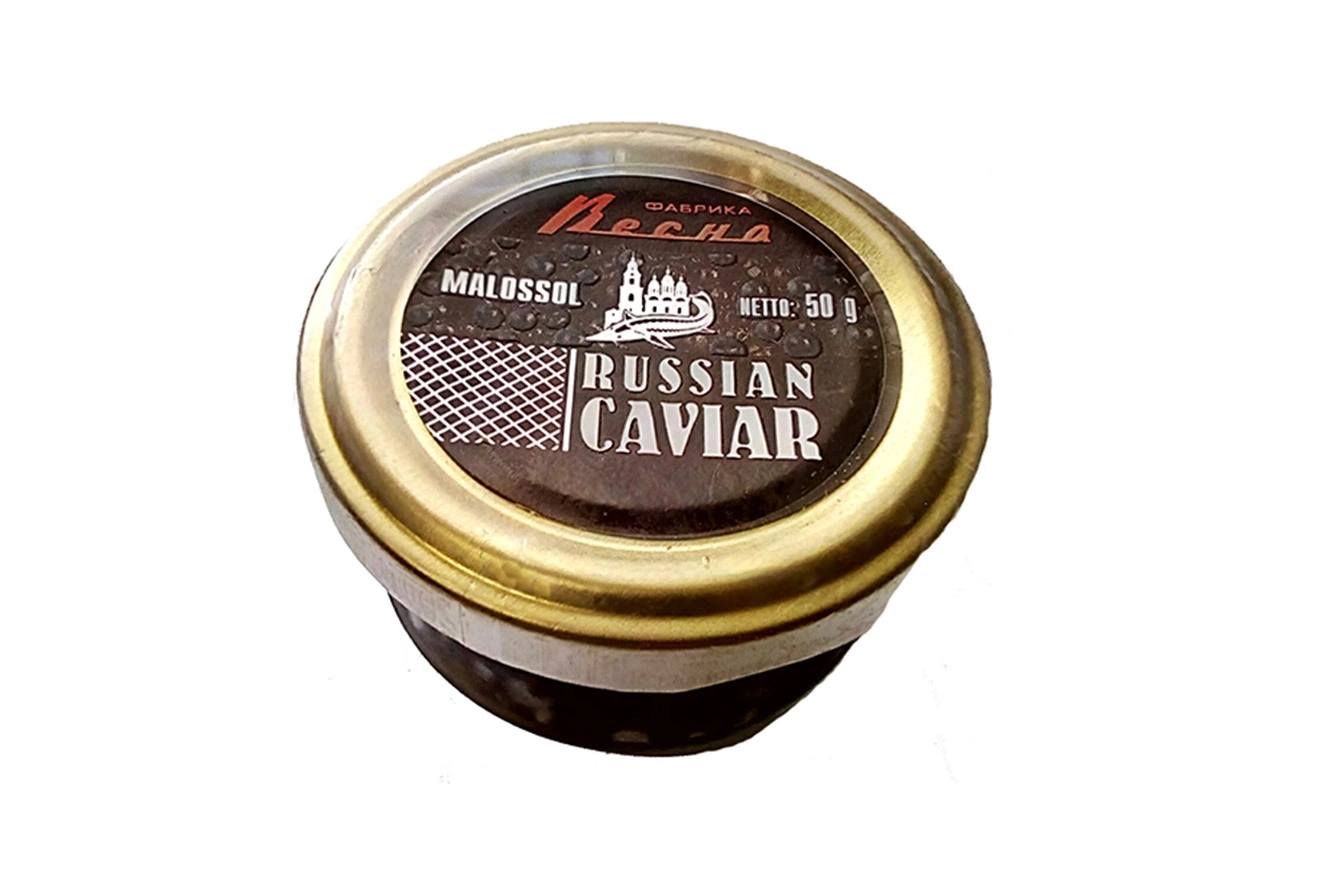 ФАБРИКА
Весна
MALOSSOL
NETTO: 50 g
RUSSIAN
CAVIAR